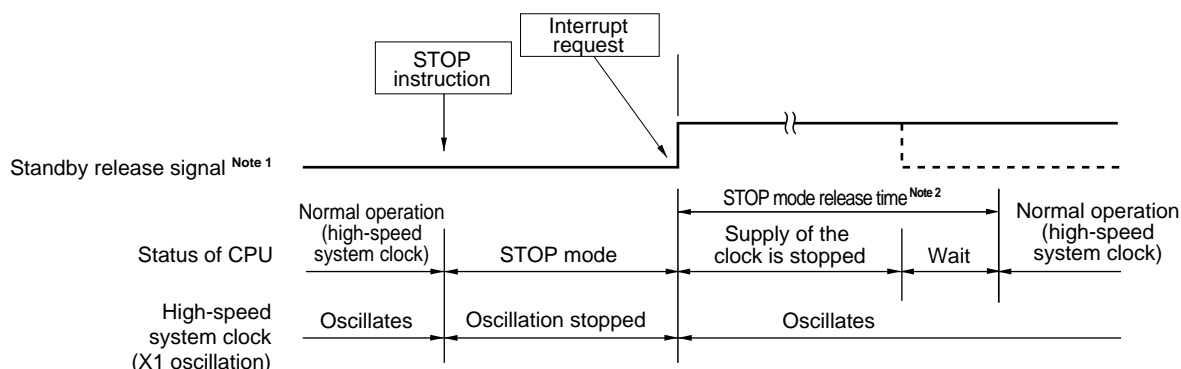 Interrupt
request
STOP
instruction
Standby release signal Note 1
STOP mode release time Note 2
Normal operation
(high-speed
system clock)
Status of CPU
STOP mode
Supply of the
clock is stopped
Wait
Normal operation
(high-speed
system clock)
High-speed
system clock
(X1 oscillation)
Oscillates
Oscillation stopped
Oscillates